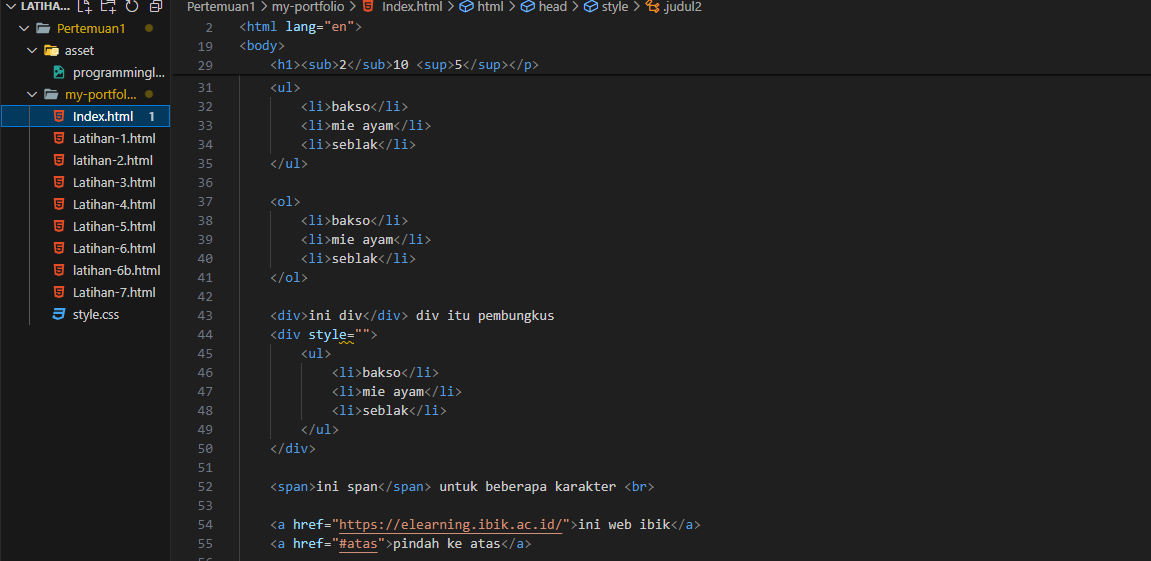 LATIHA...
Pertemuan1
asset
programmingl...
my-portfol...
Index.html 1
Latihan-1.html
latihan-2.html
Latihan-3.html
Latihan-4.html
Latihan-5.html
Latihan-6.html
latihan-6b.html
Latihan-7.html
style.css
Pertemuan1 > my-portfolio > Index.html > html > head > style > .judul2
2 <html lang="en">
19 <body>
29 <h1><sub>2</sub>10 <sup>5</sup></p>
31 <ul>
32 <li>bakso</li>
33 <li>mie ayam</li>
34 <li>seblak</li>
35 </ul>
36
37 <ol>
38 <li>bakso</li>
39 <li>mie ayam</li>
40 <li>seblak</li>
41 </ol>
42
43 <div>ini div</div> div itu pembungkus
44 <div style="">
45 <ul>
46 <li>bakso</li>
47 <li>mie ayam</li>
48 <li>seblak</li>
49 </ul>
50 </div>
51
52 <span>ini span</span> untuk beberapa karakter <br>
53
54 <a href="https://elearning.ibik.ac.id/">ini web ibik</a>
55 <a href="#atas">pindah ke atas</a>